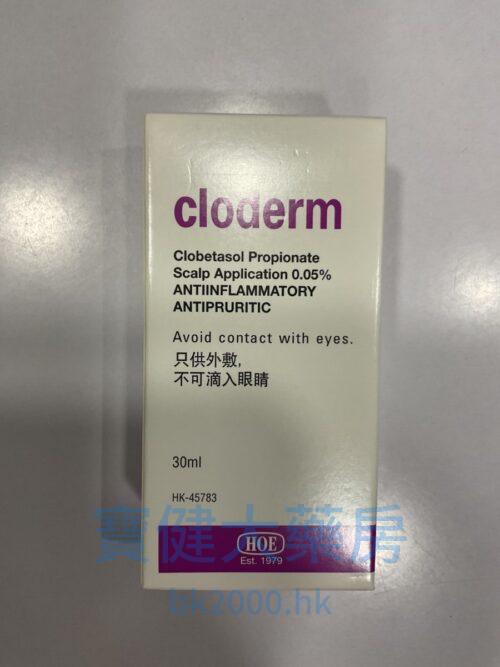 cloderm
Clobetasol Propionate
Scalp Application 0.05%
ANTIINFLAMMATORY
ANTIPRURITIC
Avoid contact with eyes.
只供外敷,
不可滴入眼睛
30ml
HK-45783
寶健大藥房
HOE
Est. 1979
bk2000.hk